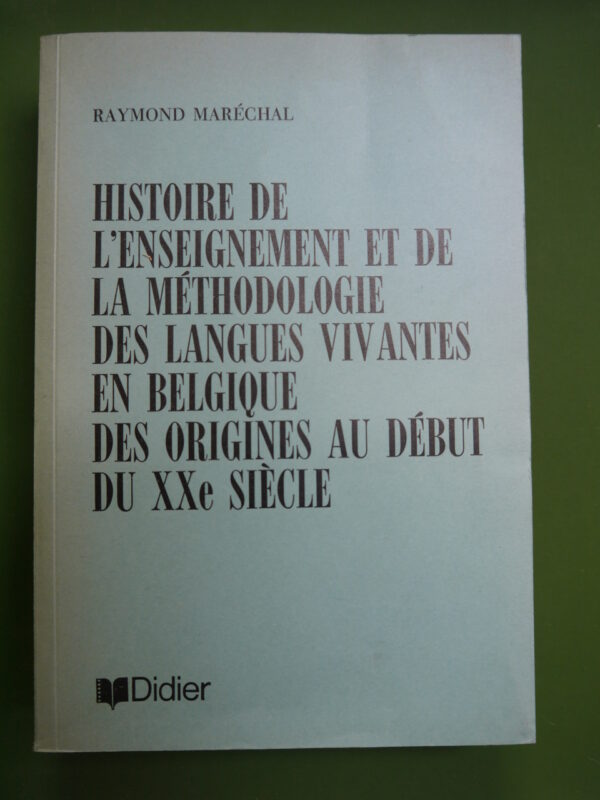 RAYMOND MARÉCHAL
HISTOIRE DE
L'ENSEIGNEMENT ET DE
LA MÉTHODOLOGIE
DES LANGUES VIVANTES
EN BELGIQUE
DES ORIGINES AU DÉBUT
DU XXe SIÈCLE
Didier